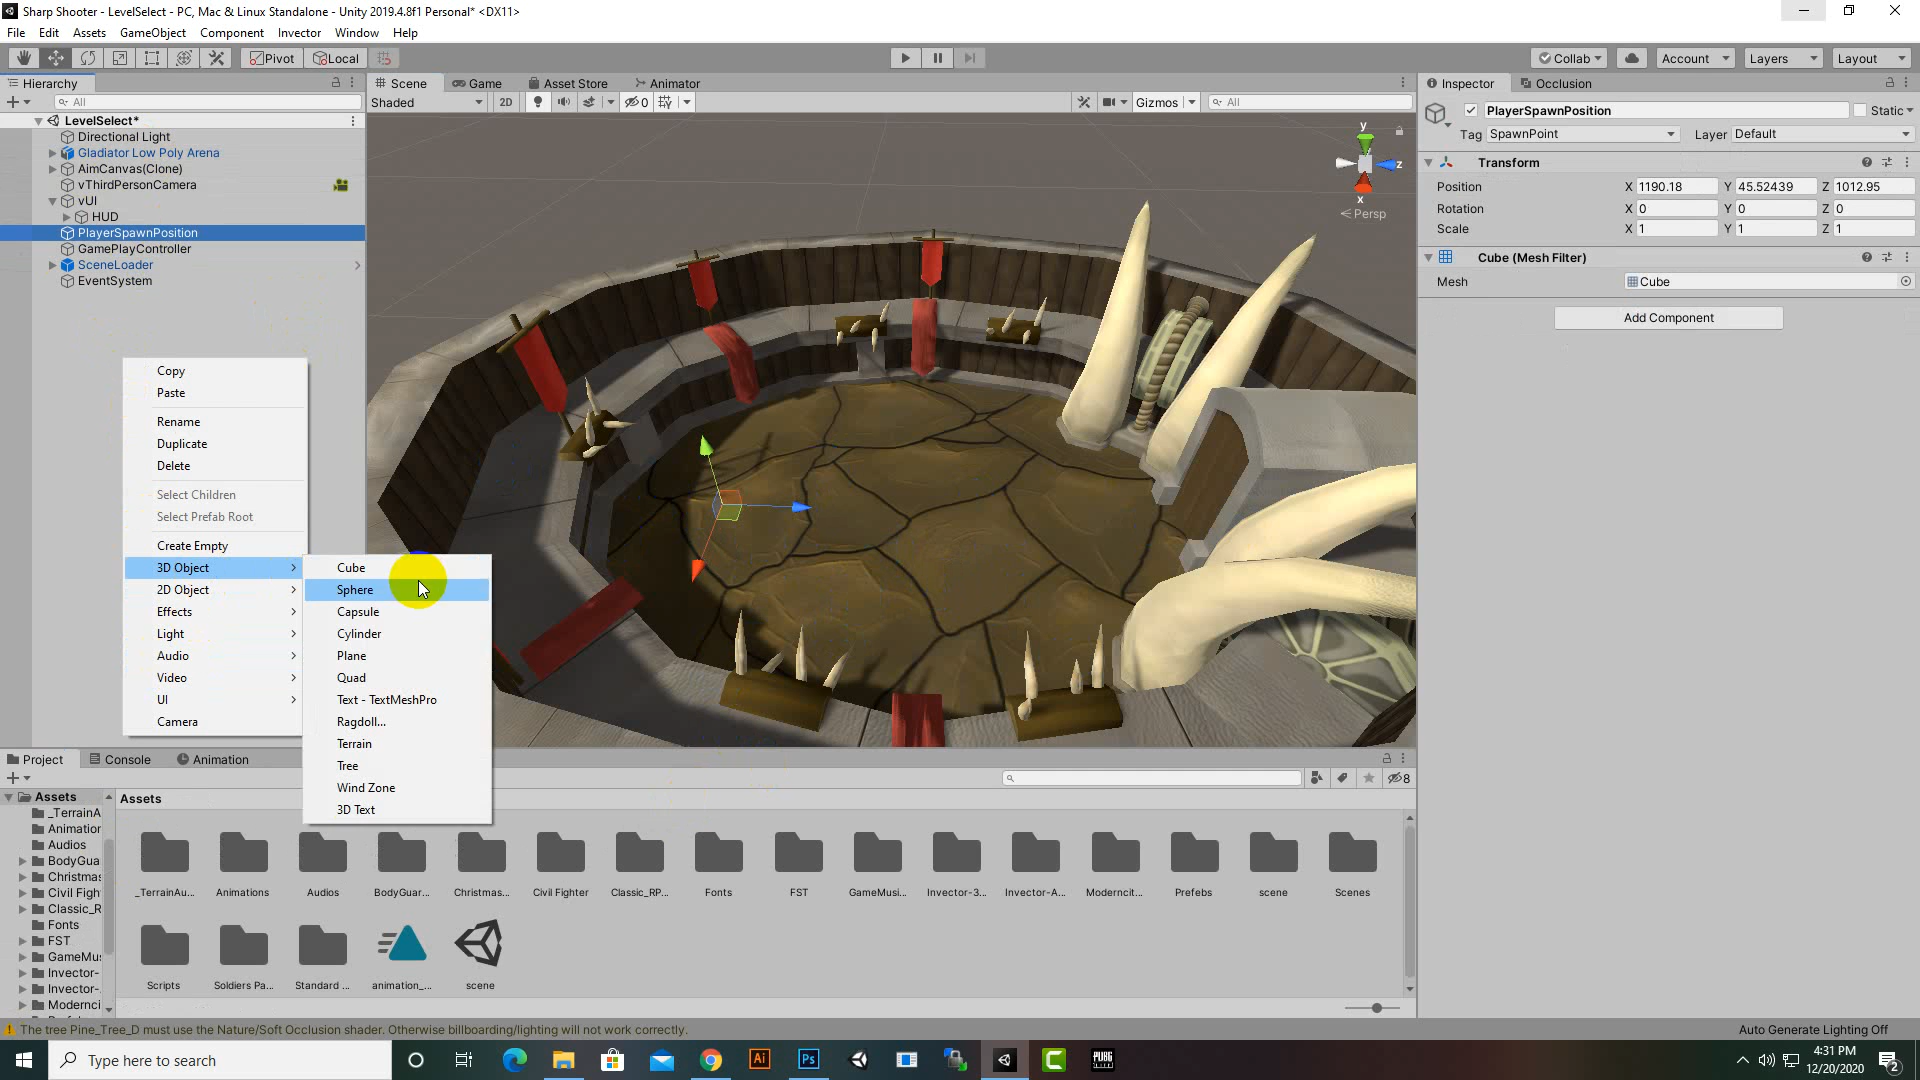 Sharp Shooter - LevelSelect - PC, Mac & Linux Standalone - Unity 2019.4.8f1 Personal* <DX11>
File Edit Assets GameObject Component Invector Window Help
Pivot Local Collab Account Layers Layout
Hierarchy
All
LevelSelect*
Directional Light
Gladiator Low Poly Arena
AimCanvas(Clone)
vThirdPersonCamera
vUI
HUD
PlayerSpawnPosition
GamePlayController
SceneLoader
EventSystem
Copy
Paste
Rename
Duplicate
Delete
Select Children
Select Prefab Root
Create Empty
3D Object
2D Object
Effects
Light
Audio
Video
UI
Camera
Cube
Sphere
Capsule
Cylinder
Plane
Quad
Text - TextMeshPro
Ragdoll...
Terrain
Tree
Wind Zone
3D Text
Scene Game Asset Store Animator
Shaded 2D 0 Gizmos All
y
z
x
Persp
Inspector Occlusion
PlayerSpawnPosition Static
Tag SpawnPoint Layer Default
Transform
Position X 1190.18 Y 45.52439 Z 1012.95
Rotation X 0 Y 0 Z 0
Scale X 1 Y 1 Z 1
Cube (Mesh Filter)
Mesh Cube
Add Component
Project Console Animation
8
Assets
_TerrainA
Animation
Audios
BodyGua
Christmas
Civil Figh
Classic_R
Fonts
FST
GameMus
Invector-
Invector-
Modernci
Assets
_TerrainAu... Animations Audios BodyGuar... Christmas... Civil Fighter Classic_RP... Fonts FST GameMusi... Invector-3... Invector-A... Moderncit... Prefebs scene Scenes
Scripts Soldiers Pa... Standard ... animation_... scene
The tree Pine_Tree_D must use the Nature/Soft Occlusion shader. Otherwise billboarding/lighting will not work correctly.
Auto Generate Lighting Off
Type here to search
Ai
Ps
PUBG
4:31 PM
12/20/2020
2